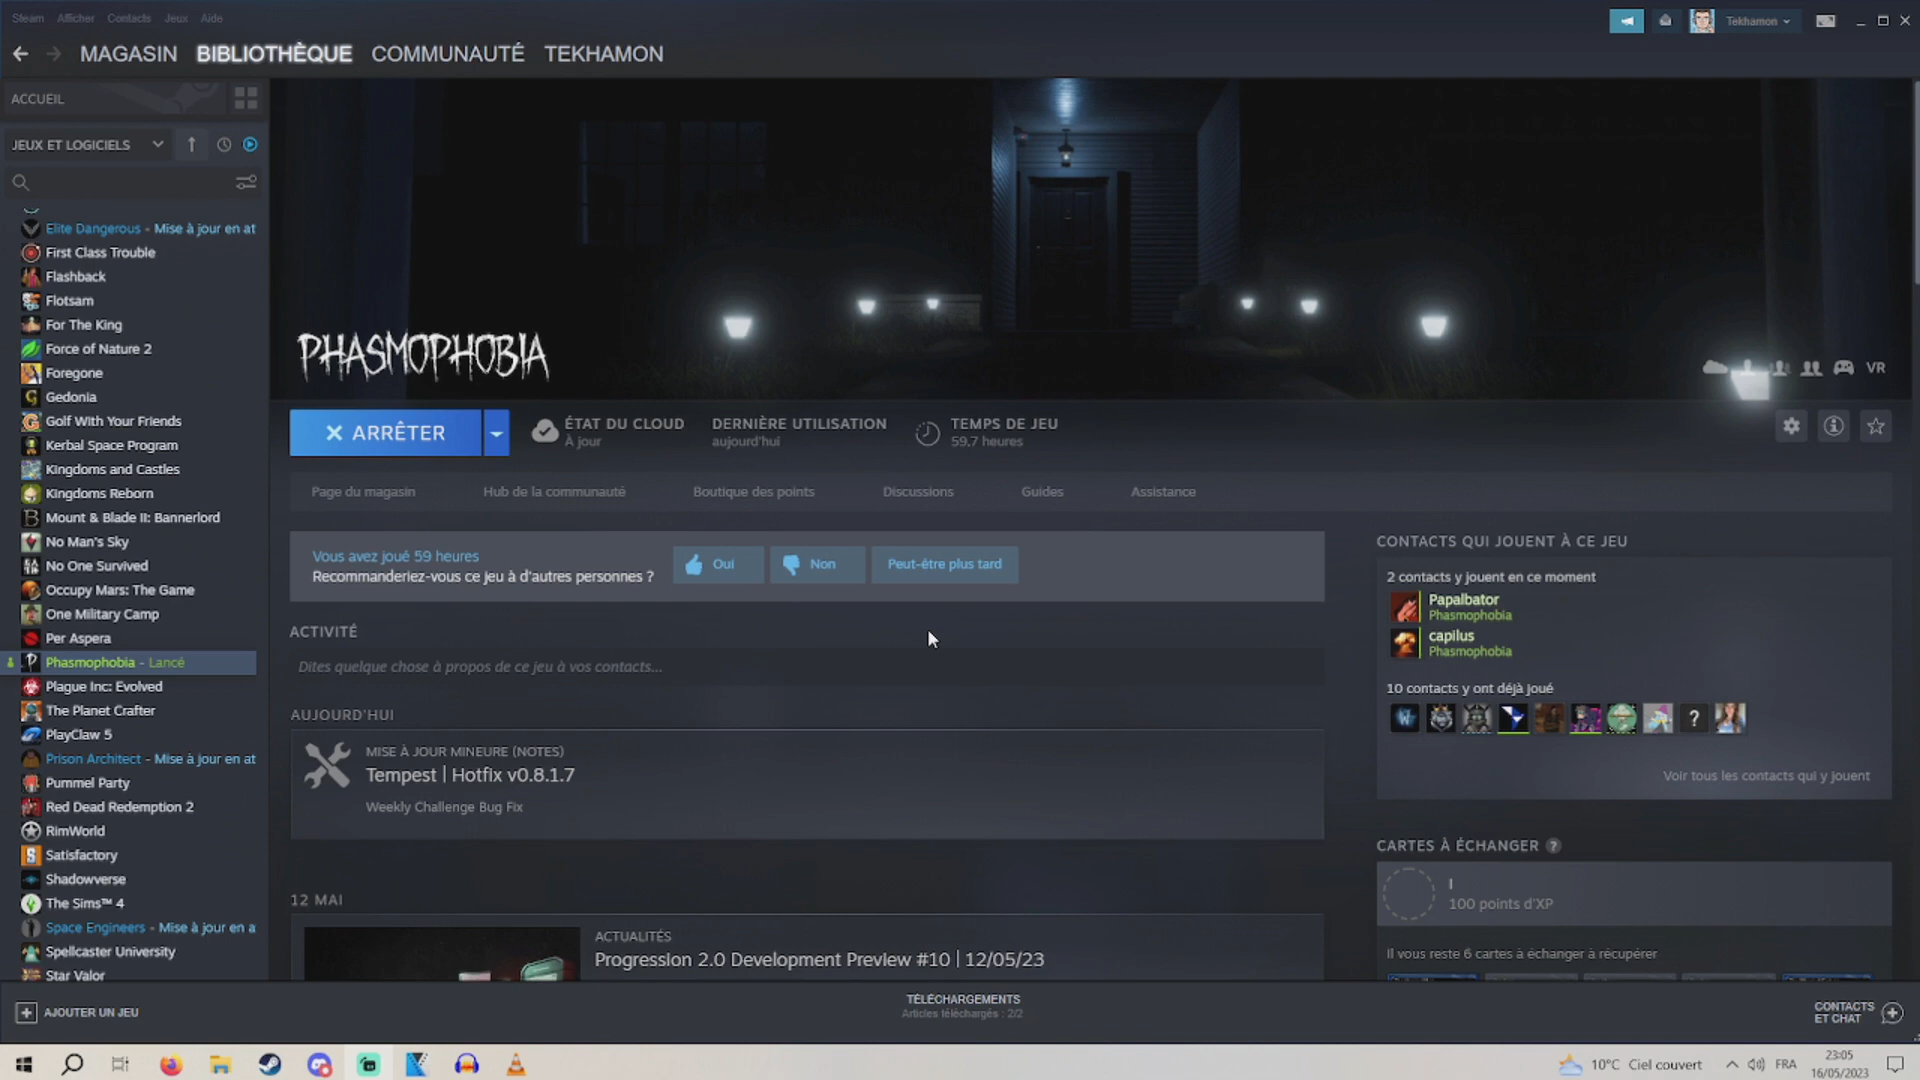 Steam Afficher Contacts Jeux Aide
Tekhamon
MAGASIN BIBLIOTHÈQUE COMMUNAUTÉ TEKHAMON
ACCUEIL
JEUX ET LOGICIELS
Elite Dangerous - Mise à jour en at
First Class Trouble
Flashback
Flotsam
For The King
Force of Nature 2
Foregone
Gedonia
Golf With Your Friends
Kerbal Space Program
Kingdoms and Castles
Kingdoms Reborn
Mount & Blade II: Bannerlord
No Man's Sky
No One Survived
Occupy Mars: The Game
One Military Camp
Per Aspera
Phasmophobia - Lancé
Plague Inc: Evolved
The Planet Crafter
PlayClaw 5
Prison Architect - Mise à jour en at
Pummel Party
Red Dead Redemption 2
RimWorld
Satisfactory
Shadowverse
The Sims™ 4
Space Engineers - Mise à jour en a
Spellcaster University
Star Valor
PHASMOPHOBIA
VR
ARRÊTER
ÉTAT DU CLOUD
À jour
DERNIÈRE UTILISATION
aujourd'hui
TEMPS DE JEU
59,7 heures
Page du magasin Hub de la communauté Boutique des points Discussions Guides Assistance
Vous avez joué 59 heures
Recommanderiez-vous ce jeu à d'autres personnes ?
Oui Non Peut-être plus tard
ACTIVITÉ
Dites quelque chose à propos de ce jeu à vos contacts...
AUJOURD'HUI
MISE À JOUR MINEURE (NOTES)
Tempest | Hotfix v0.8.1.7
Weekly Challenge Bug Fix
12 MAI
ACTUALITÉS
Progression 2.0 Development Preview #10 | 12/05/23
CONTACTS QUI JOUENT À CE JEU
2 contacts y jouent en ce moment
Papalbator
Phasmophobia
capilus
Phasmophobia
10 contacts y ont déjà joué
?
Voir tous les contacts qui y jouent
CARTES À ÉCHANGER ?
I
100 points d'XP
Il vous reste 6 cartes à échanger à récupérer
AJOUTER UN JEU
TÉLÉCHARGEMENTS
Articles téléchargés : 2/2
CONTACTS
ET CHAT
10°C Ciel couvert
FRA
23:05
16/05/2023